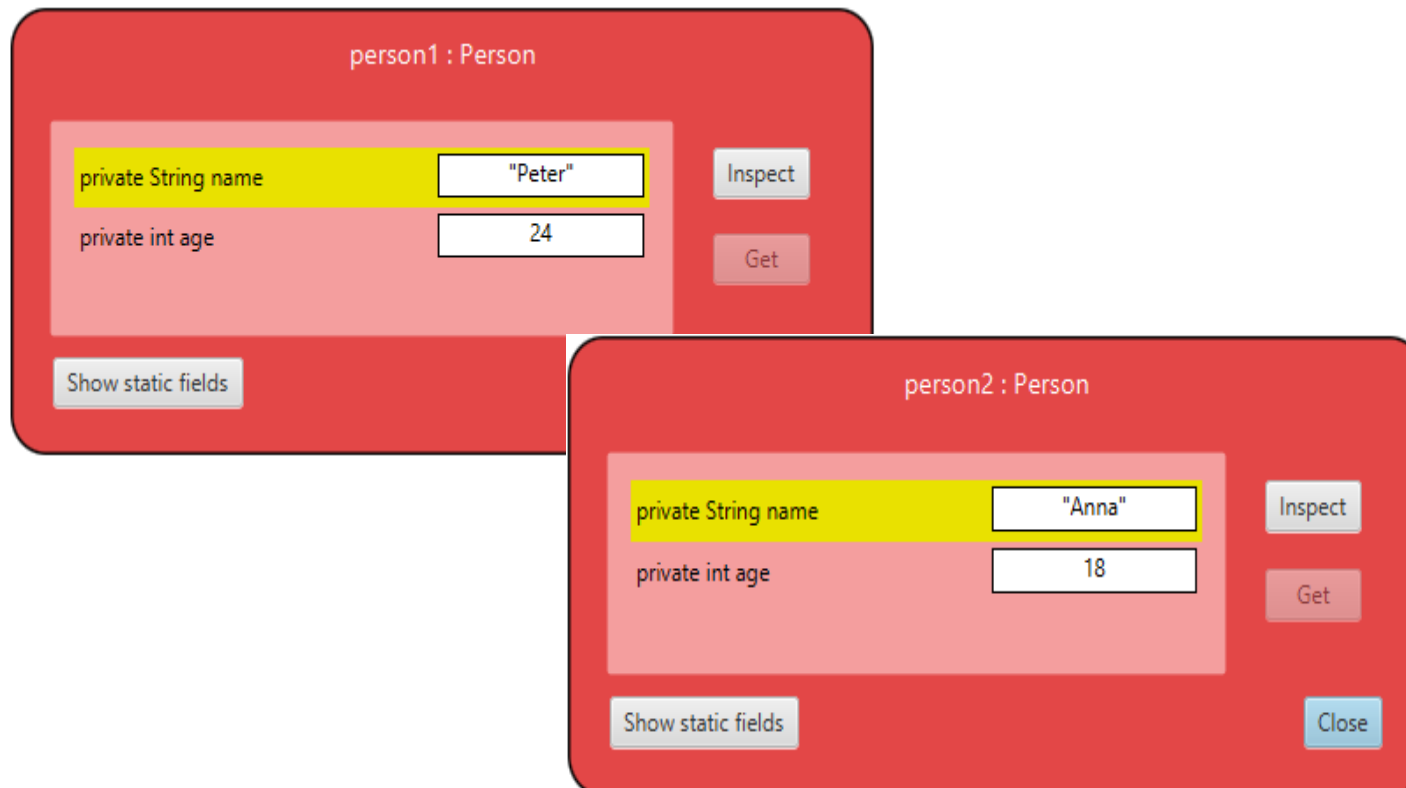 person1 : Person
private String name "Peter"
Inspect
private int age 24
Get
Show static fields
person2 : Person
private String name "Anna"
Inspect
private int age 18
Get
Show static fields
Close